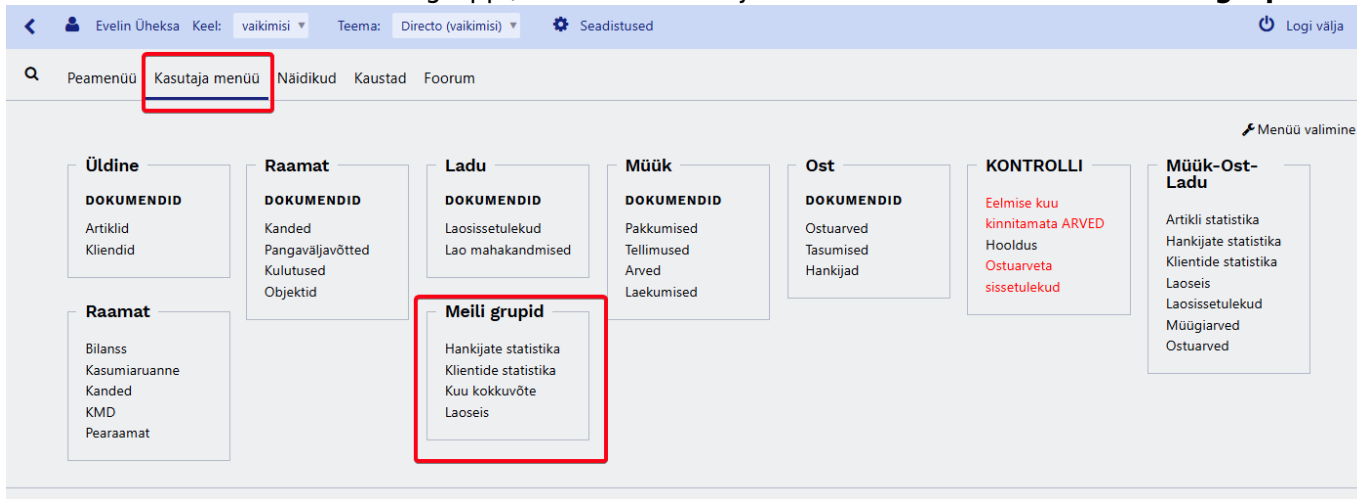 Evelin Üheksa Keel: vaikimisi Teema: Directo (vaikimisi) Seadistused Logi välja
Peamenüü Kasutaja menüü Näidikud Kaustad Foorum
Menüü valimine
Üldine
DOKUMENDID
Artiklid
Kliendid
Raamat
DOKUMENDID
Kanded
Pangaväljavõtted
Kulutused
Objektid
Ladu
DOKUMENDID
Laosissetulekud
Lao mahakandmised
Müük
DOKUMENDID
Pakkumised
Tellimused
Arved
Laekumised
Ost
DOKUMENDID
Ostuarved
Tasumised
Hankijad
KONTROLLI
Eelmise kuu
kinnitamata ARVED
Hooldus
Ostuarveta
sissetulekud
Müük-Ost-
Ladu
Artikli statistika
Hankijate statistika
Klientide statistika
Laoseis
Laosissetulekud
Müügiarved
Ostuarved
Raamat
Bilanss
Kasumiaruanne
Kanded
KMD
Pearaamat
Meili grupid
Hankijate statistika
Klientide statistika
Kuu kokkuvõte
Laoseis